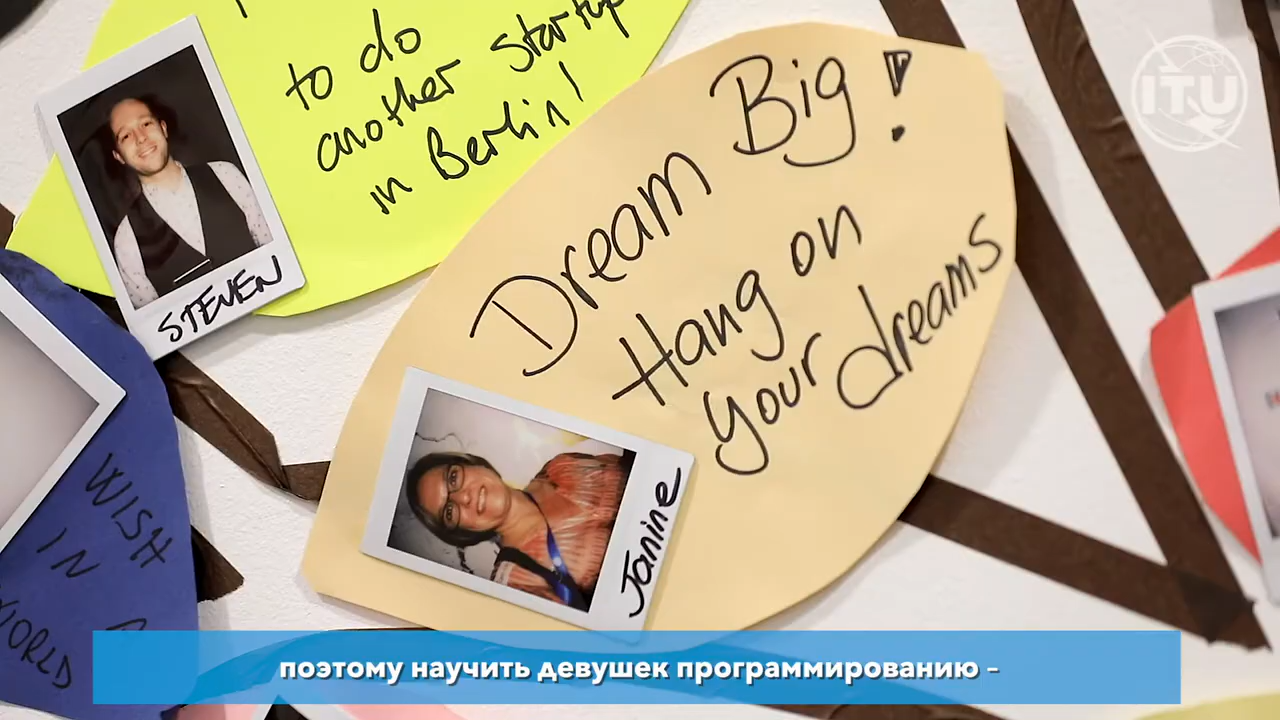 to do
another startup
in Berlin!
STEVEN
Dream Big!
Hang on
your dreams
Janine
WISH
IN
WORLD
ITU
поэтому научить девушек программированию –